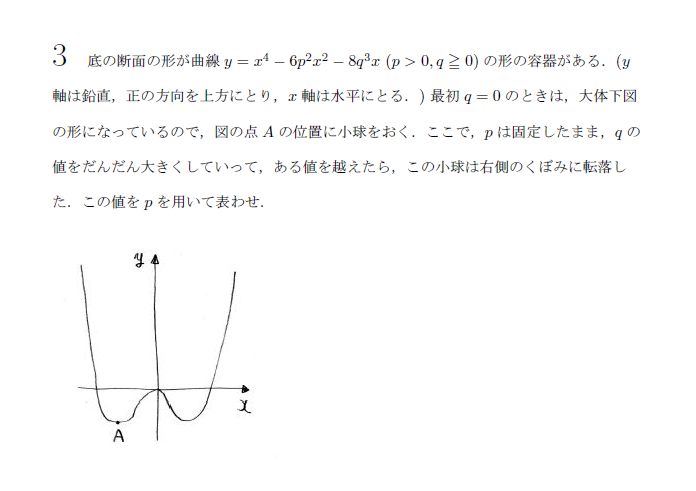 3 底の断面の形が曲線 y = x⁴ − 6p²x² − 8q³x (p > 0, q ≧ 0) の形の容器がある．(y
軸は鉛直，正の方向を上方にとり，x 軸は水平にとる．) 最初 q = 0 のときは，大体下図
の形になっているので，図の点 A の位置に小球をおく．ここで，p は固定したまま，q の
値をだんだん大きくしていって，ある値を越えたら，この小球は右側のくぼみに転落し
た．この値を p を用いて表わせ．
y
x
A